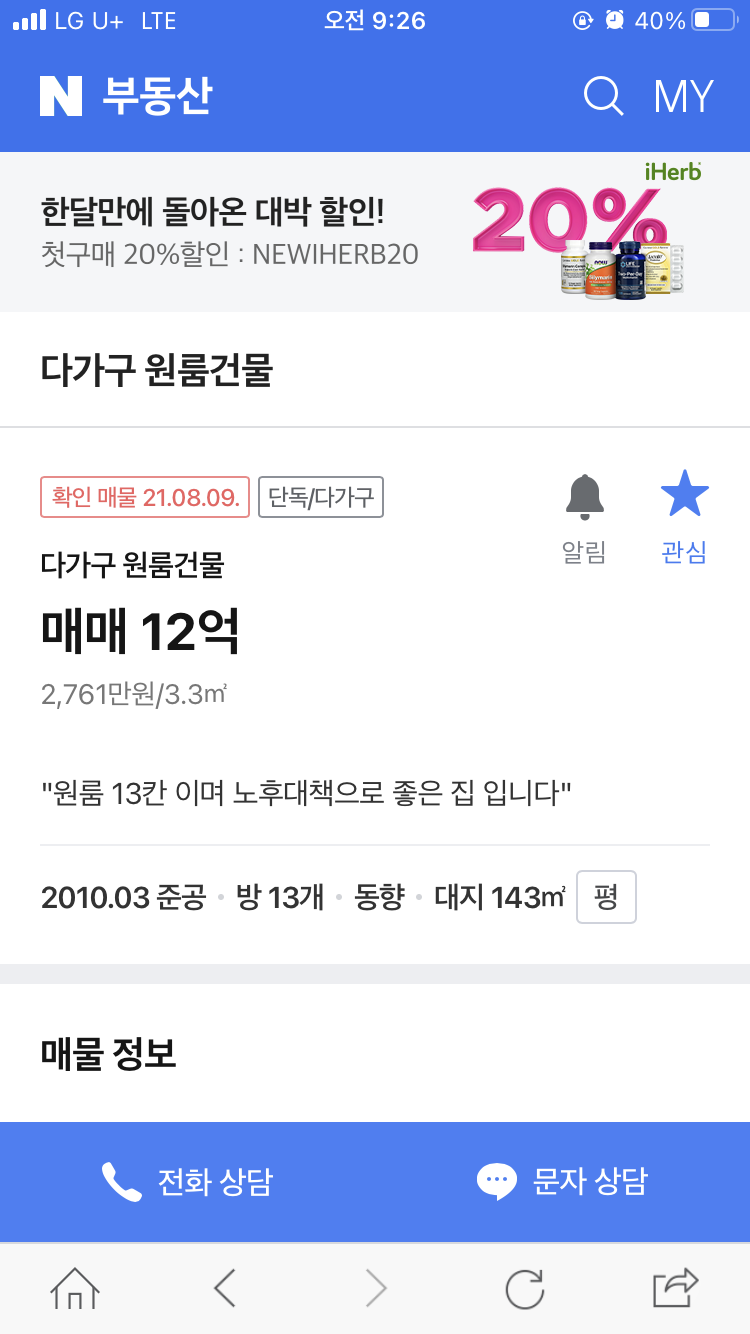 LG U+ LTE 오전 9:26 40%
N 부동산 MY
iHerb
한달만에 돌아온 대박 할인!
20%
첫구매 20%할인 : NEWIHERB20
다가구 원룸건물
확인 매물 21.08.09. 단독/다가구
알림 관심
다가구 원룸건물
매매 12억
2,761만원/3.3㎡
"원룸 13칸 이며 노후대책으로 좋은 집 입니다"
2010.03 준공 · 방 13개 · 동향 · 대지 143㎡ 평
매물 정보
전화 상담 문자 상담